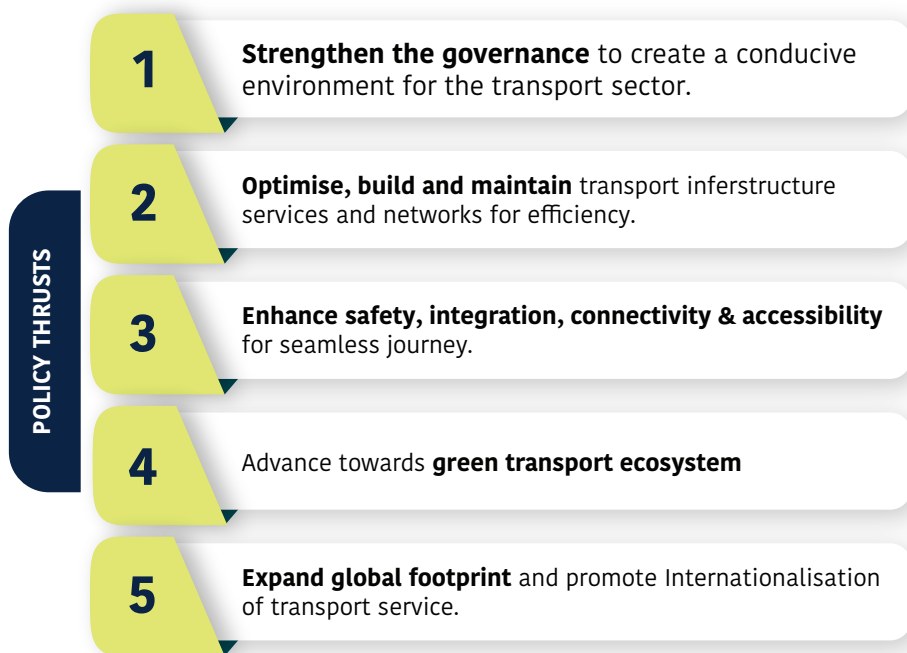 POLICY THRUSTS
1
Strengthen the governance to create a conducive
environment for the transport sector.
2
Optimise, build and maintain transport inferstructure
services and networks for efficiency.
3
Enhance safety, integration, connectivity & accessibility
for seamless journey.
4
Advance towards green transport ecosystem
5
Expand global footprint and promote Internationalisation
of transport service.